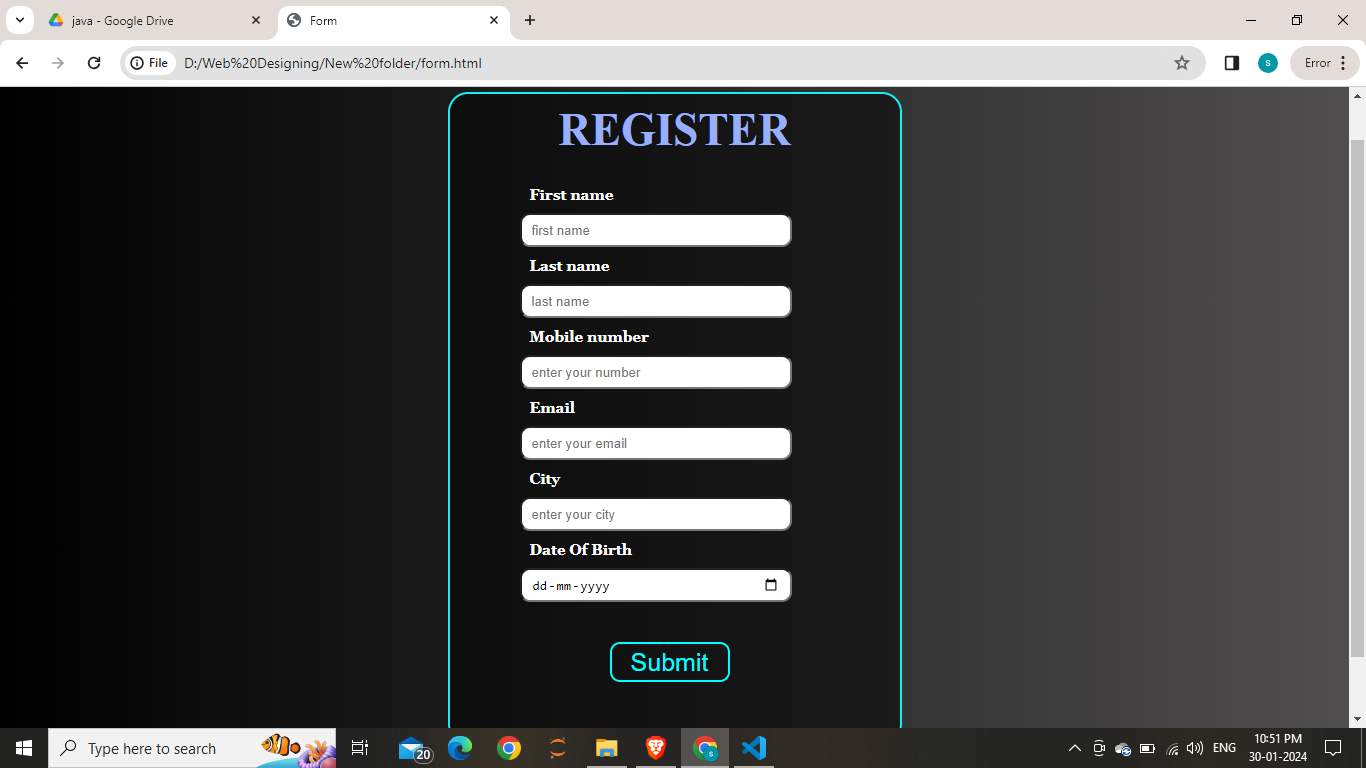 java - Google Drive
Form
File
D:/Web%20Designing/New%20folder/form.html
s
Error
REGISTER
First name
first name
Last name
last name
Mobile number
enter your number
Email
enter your email
City
enter your city
Date Of Birth
dd-mm-yyyy
Submit
Type here to search
20
s
ENG
10:51 PM
30-01-2024